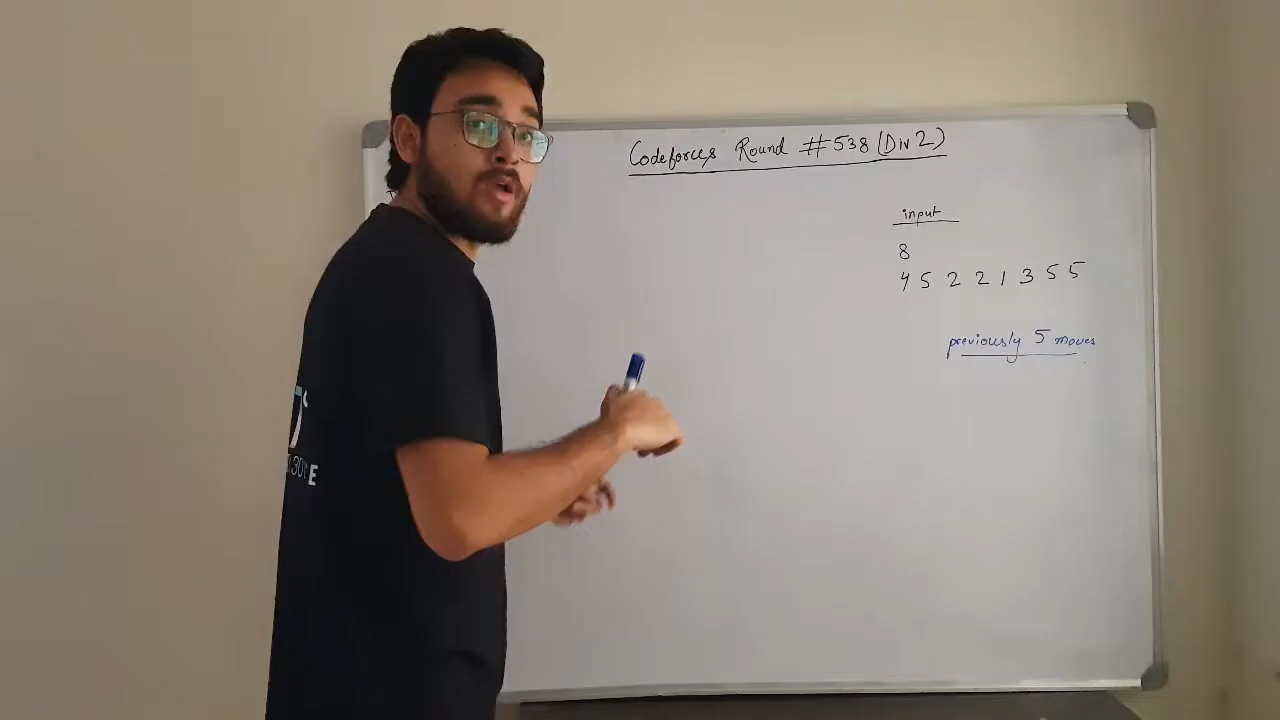 Codeforces Round #538 (Div 2)
input
8
4 5 2 2 1 3 5 5
previously 5 moves